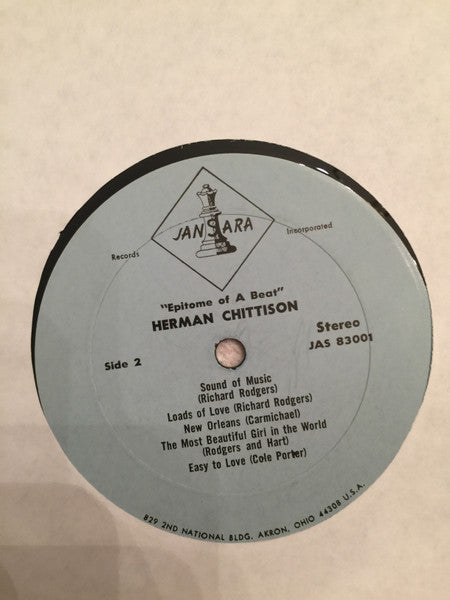 JANSARA
Records
Incorporated
"Epitome of A Beat"
HERMAN CHITTISON
Side 2
Stereo
JAS 83001
Sound of Music
(Richard Rodgers)
Loads of Love (Richard Rodgers)
New Orleans (Carmichael)
The Most Beautiful Girl in the World
(Rodgers and Hart)
Easy to Love (Cole Porter)
829 2ND NATIONAL BLDG. AKRON, OHIO 44308 U.S.A.